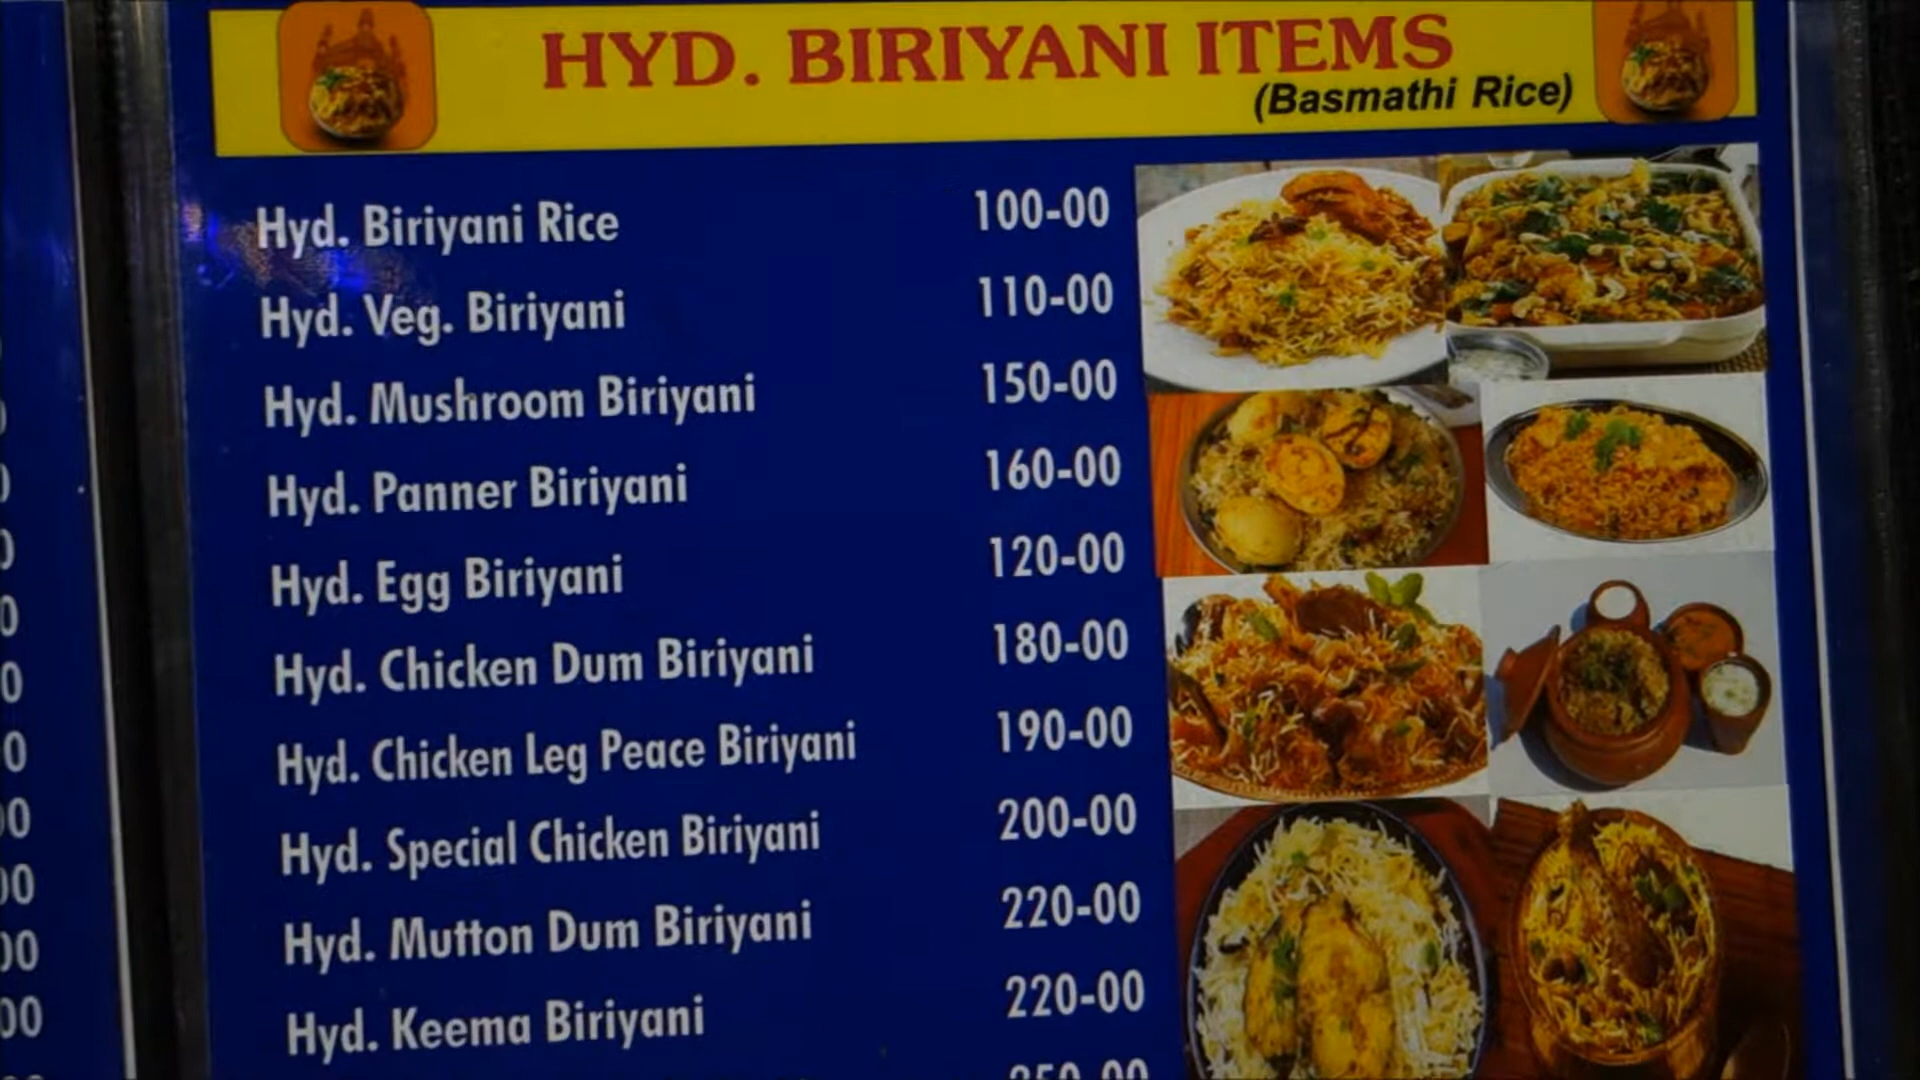 HYD. BIRIYANI ITEMS
(Basmathi Rice)
Hyd. Biriyani Rice 100-00
Hyd. Veg. Biriyani 110-00
Hyd. Mushroom Biriyani 150-00
Hyd. Panner Biriyani 160-00
Hyd. Egg Biriyani 120-00
Hyd. Chicken Dum Biriyani 180-00
Hyd. Chicken Leg Peace Biriyani 190-00
Hyd. Special Chicken Biriyani 200-00
Hyd. Mutton Dum Biriyani 220-00
Hyd. Keema Biriyani 220-00